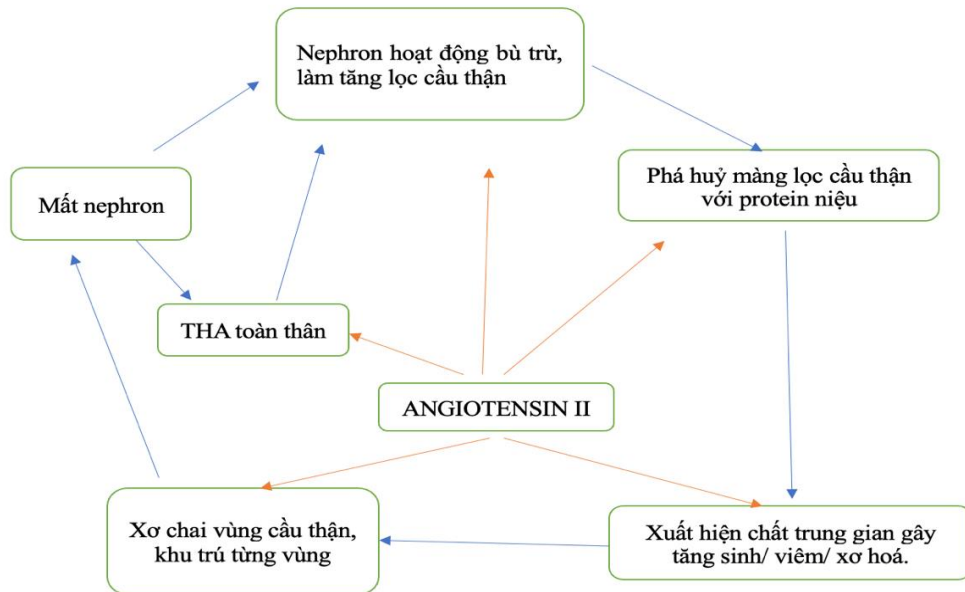 Nephron hoạt động bù trừ,
làm tăng lọc cầu thận
Phá huỷ màng lọc cầu thận
với protein niệu
Mất nephron
THA toàn thân
ANGIOTENSIN II
Xơ chai vùng cầu thận,
khu trú từng vùng
Xuất hiện chất trung gian gây
tăng sinh/ viêm/ xơ hoá.